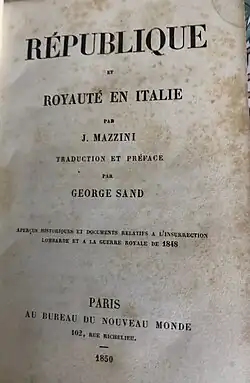 RÉPUBLIQUE
ET
ROYAUTÉ EN ITALIE
PAR
J. MAZZINI
TRADUCTION ET PRÉFACE
PAR
GEORGE SAND
APERÇUS HISTORIQUES ET DOCUMENTS RELATIFS A L'INSURRECTION
LOMBARDE ET A LA GUERRE ROYALE DE 1848
PARIS
AU BUREAU DU NOUVEAU MONDE
102, RUE RICHELIEU.
1850